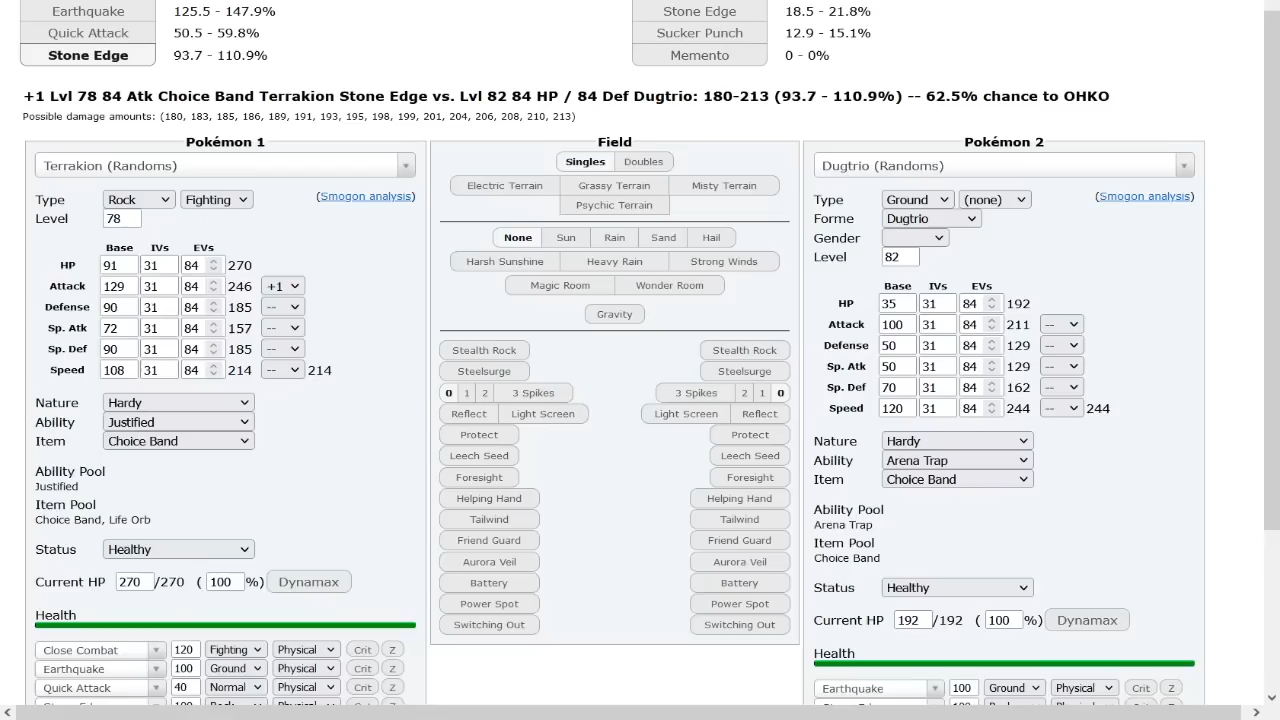 Earthquake 125.5 - 147.9% Stone Edge 18.5 - 21.8%
Quick Attack 50.5 - 59.8% Sucker Punch 12.9 - 15.1%
Stone Edge 93.7 - 110.9% Memento 0 - 0%
+1 Lvl 78 84 Atk Choice Band Terrakion Stone Edge vs. Lvl 82 84 HP / 84 Def Dugtrio: 180-213 (93.7 - 110.9%) -- 62.5% chance to OHKO
Possible damage amounts: (180, 183, 185, 186, 189, 191, 193, 195, 198, 199, 201, 204, 206, 208, 210, 213)
Pokémon 1
Terrakion (Randoms)
Type Rock Fighting (Smogon analysis)
Level 78
Base IVs EVs
HP 91 31 84 270
Attack 129 31 84 246 +1
Defense 90 31 84 185 --
Sp. Atk 72 31 84 157 --
Sp. Def 90 31 84 185 --
Speed 108 31 84 214 -- 214
Nature Hardy
Ability Justified
Item Choice Band
Ability Pool
Justified
Item Pool
Choice Band, Life Orb
Status Healthy
Current HP 270 /270 ( 100 %) Dynamax
Health
Close Combat 120 Fighting Physical Crit Z
Earthquake 100 Ground Physical Crit Z
Quick Attack 40 Normal Physical Crit Z
Field
Singles Doubles
Electric Terrain Grassy Terrain Misty Terrain
Psychic Terrain
None Sun Rain Sand Hail
Harsh Sunshine Heavy Rain Strong Winds
Magic Room Wonder Room
Gravity
Stealth Rock Stealth Rock
Steelsurge Steelsurge
0 1 2 3 Spikes 3 Spikes 2 1 0
Reflect Light Screen Light Screen Reflect
Protect Protect
Leech Seed Leech Seed
Foresight Foresight
Helping Hand Helping Hand
Tailwind Tailwind
Friend Guard Friend Guard
Aurora Veil Aurora Veil
Battery Battery
Power Spot Power Spot
Switching Out Switching Out
Pokémon 2
Dugtrio (Randoms)
Type Ground (none) (Smogon analysis)
Forme Dugtrio
Gender
Level 82
Base IVs EVs
HP 35 31 84 192
Attack 100 31 84 211 --
Defense 50 31 84 129 --
Sp. Atk 50 31 84 129 --
Sp. Def 70 31 84 162 --
Speed 120 31 84 244 -- 244
Nature Hardy
Ability Arena Trap
Item Choice Band
Ability Pool
Arena Trap
Item Pool
Choice Band
Status Healthy
Current HP 192 /192 ( 100 %) Dynamax
Health
Earthquake 100 Ground Physical Crit Z